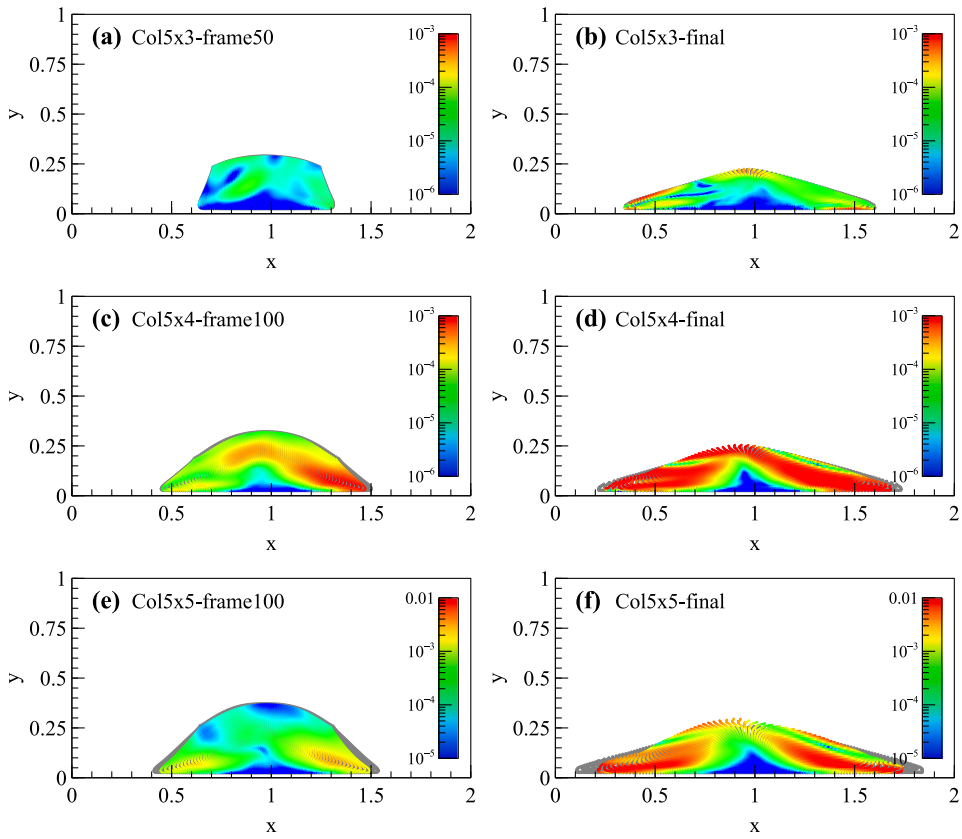 (a) Col5x3-frame50
1
0.75
0.5
0.25
0
y
10⁻³
10⁻⁴
10⁻⁵
10⁻⁶
0 0.5 1 1.5 2
x
(b) Col5x3-final
1
0.75
0.5
0.25
0
y
10⁻³
10⁻⁴
10⁻⁵
10⁻⁶
0 0.5 1 1.5 2
x
(c) Col5x4-frame100
1
0.75
0.5
0.25
0
y
10⁻³
10⁻⁴
10⁻⁵
10⁻⁶
0 0.5 1 1.5 2
x
(d) Col5x4-final
1
0.75
0.5
0.25
0
y
10⁻³
10⁻⁴
10⁻⁵
10⁻⁶
0 0.5 1 1.5 2
x
(e) Col5x5-frame100
1
0.75
0.5
0.25
0
y
0.01
10⁻³
10⁻⁴
10⁻⁵
0 0.5 1 1.5 2
x
(f) Col5x5-final
1
0.75
0.5
0.25
0
y
0.01
10⁻³
10⁻⁴
10⁻⁵
0 0.5 1 1.5 2
x